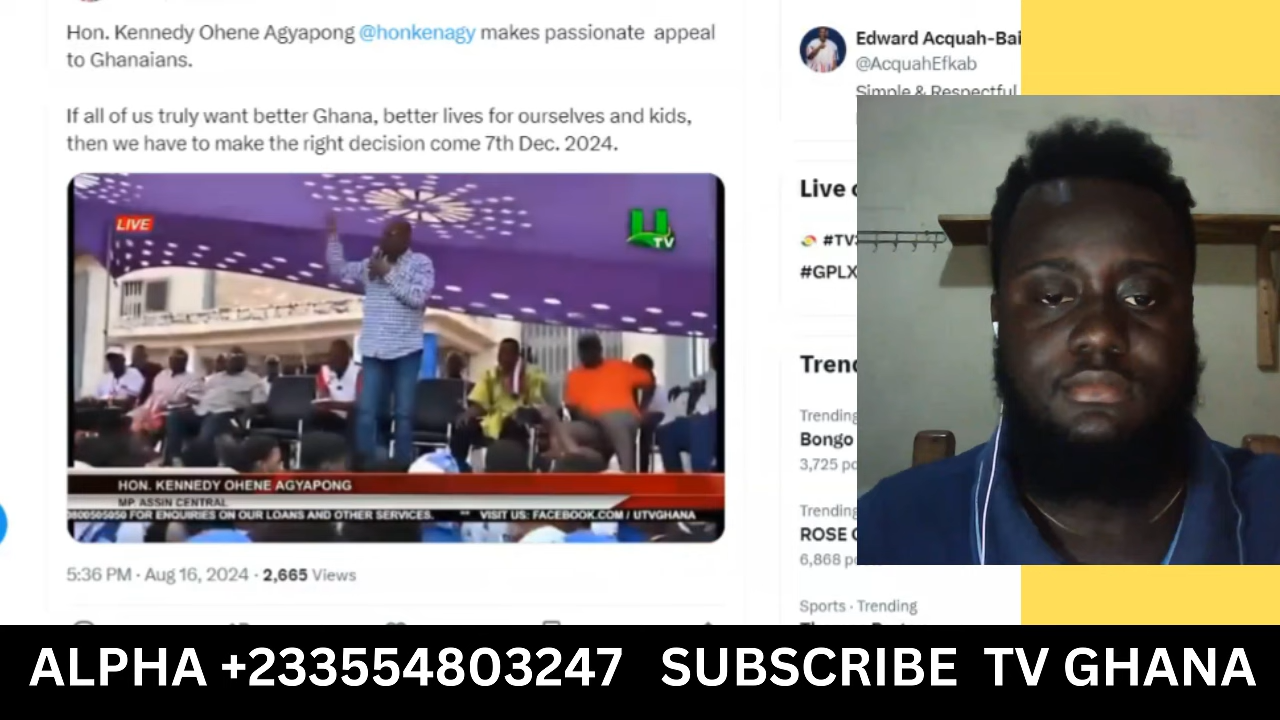 Hon. Kennedy Ohene Agyapong @honkenagy makes passionate appeal
to Ghanaians.
If all of us truly want better Ghana, better lives for ourselves and kids,
then we have to make the right decision come 7th Dec. 2024.
LIVE
U
TV
HON. KENNEDY OHENE AGYAPONG
MP ASSIN CENTRAL
0800505050 FOR ENQUIRIES ON OUR LOANS AND OTHER SERVICES. ** VISIT US: FACEBOOK.COM / UTVGHANA
5:36 PM · Aug 16, 2024 · 2,665 Views
Edward Acquah-Bai
@AcquahEfkab
Simple & Respectful
Live
#TV3
#GPLX
Trend
Trending
Bongo
3,725 po
Trending
ROSE
6,868 po
Sports · Trending
ALPHA +233554803247 SUBSCRIBE TV GHANA